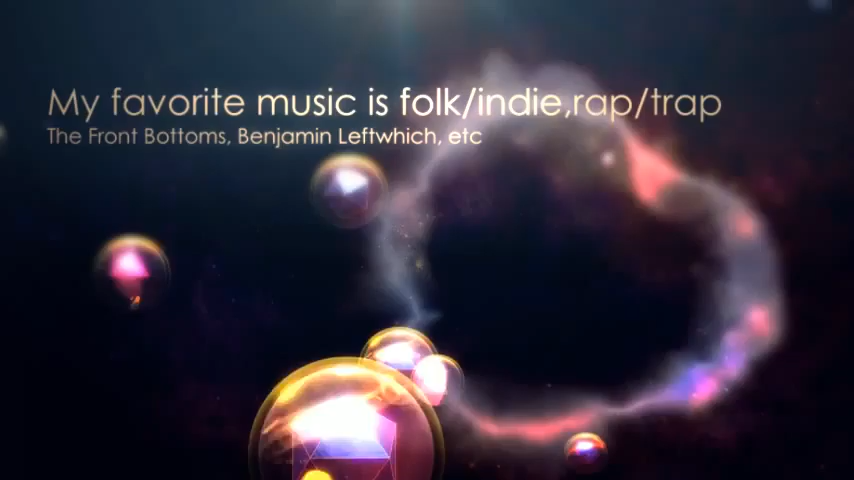 My favorite music is folk/indie,rap/trap
The Front Bottoms, Benjamin Leftwhich, etc